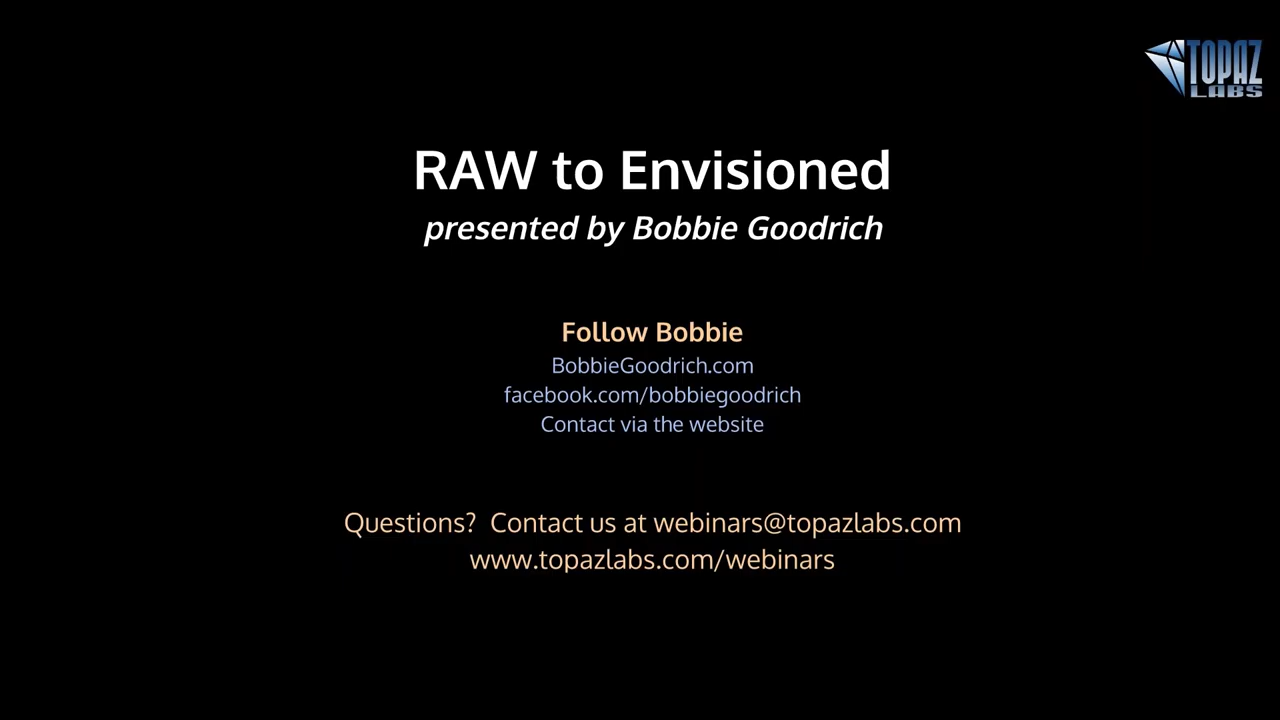 TOPAZ
LABS
RAW to Envisioned
presented by Bobbie Goodrich
Follow Bobbie
BobbieGoodrich.com
facebook.com/bobbiegoodrich
Contact via the website
Questions?  Contact us at webinars@topazlabs.com
www.topazlabs.com/webinars